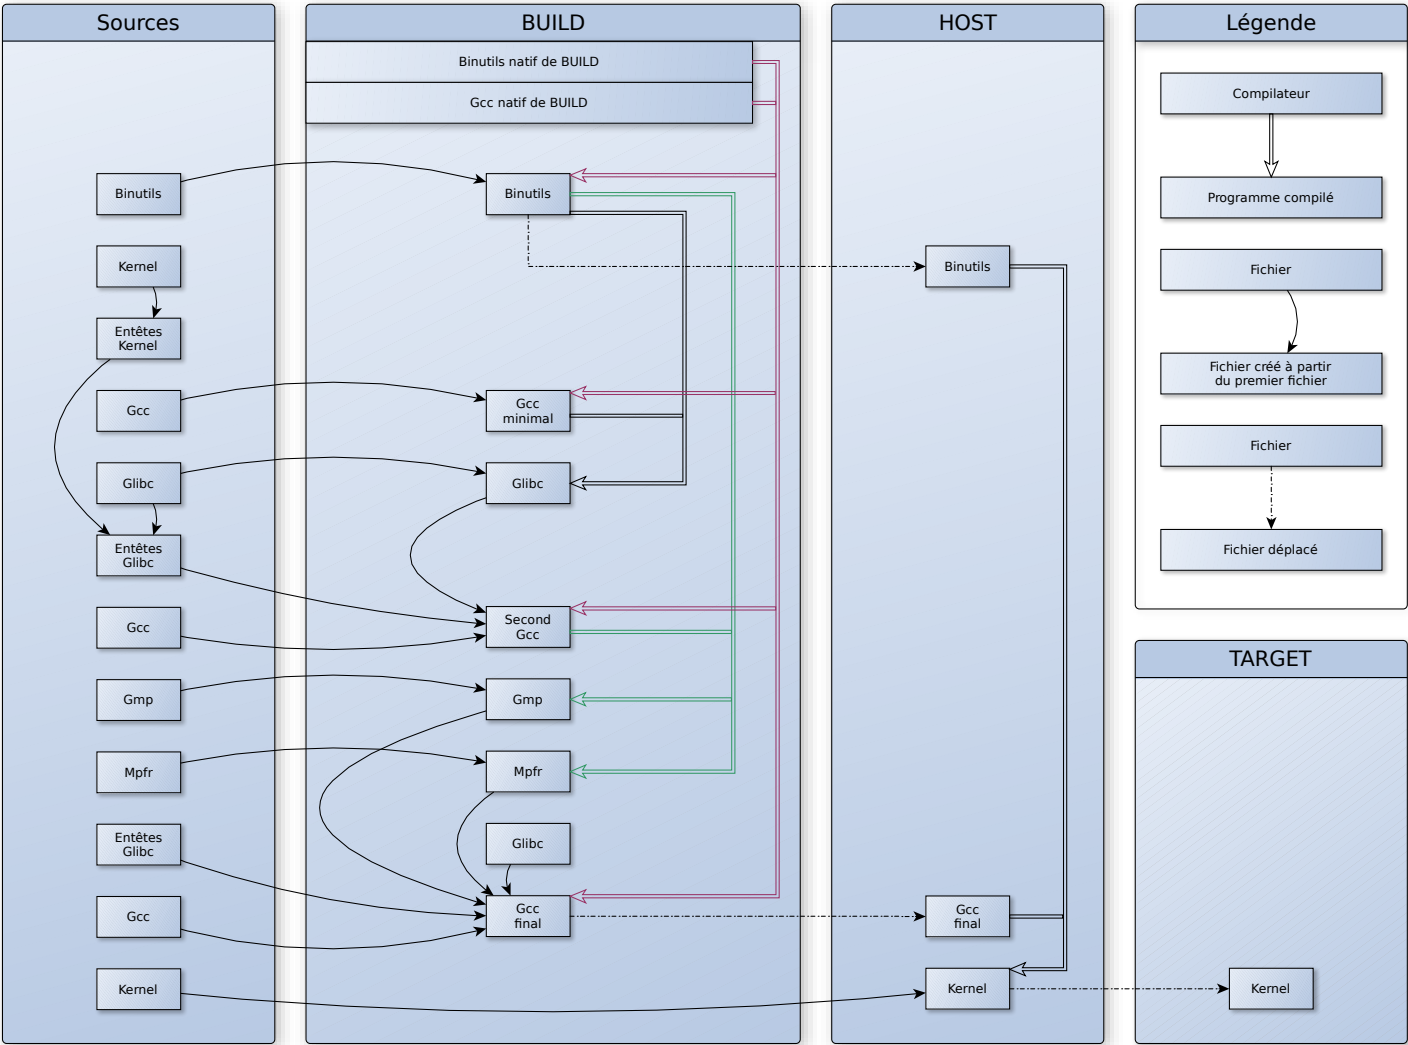 Sources
BUILD
HOST
Légende
Binutils natif de BUILD
Gcc natif de BUILD
Binutils
Kernel
Entêtes
Kernel
Gcc
Glibc
Entêtes
Glibc
Gcc
Gmp
Mpfr
Entêtes
Glibc
Gcc
Kernel
Binutils
Gcc
minimal
Glibc
Second
Gcc
Gmp
Mpfr
Glibc
Gcc
final
Binutils
Gcc
final
Kernel
Compilateur
Programme compilé
Fichier
Fichier créé à partir
du premier fichier
Fichier
Fichier déplacé
TARGET
Kernel